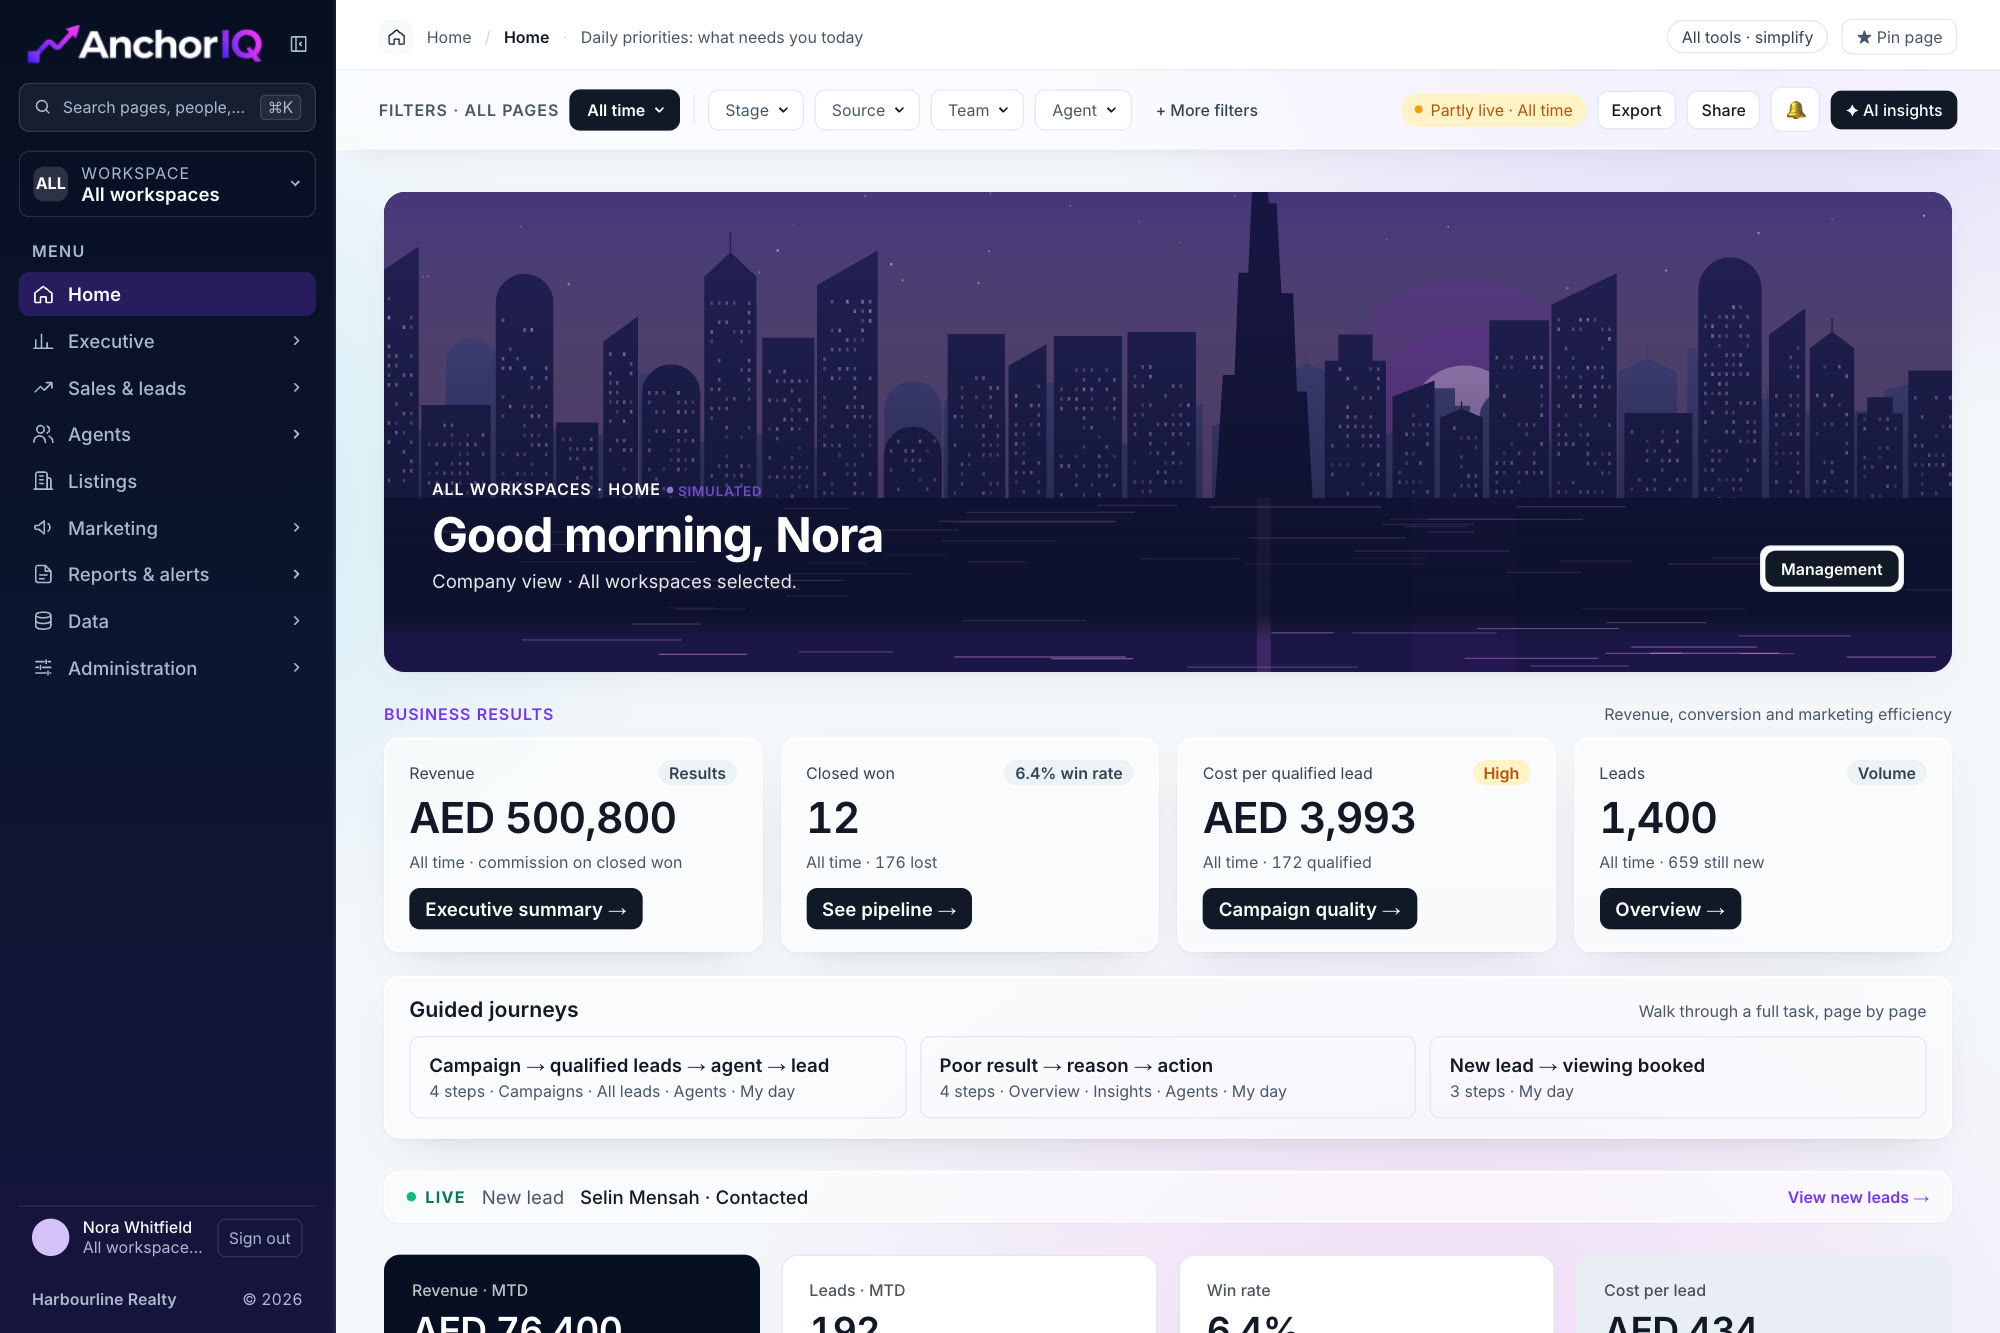 AnchorIQ
Search pages, people,... ⌘K
ALL
WORKSPACE
All workspaces
MENU
Home
Executive
Sales & leads
Agents
Listings
Marketing
Reports & alerts
Data
Administration
Nora Whitfield
All workspace...
Sign out
Harbourline Realty © 2026
Home / Home · Daily priorities: what needs you today
All tools · simplify
★ Pin page
FILTERS · ALL PAGES
All time
Stage
Source
Team
Agent
+ More filters
Partly live · All time
Export
Share
✦ AI insights
ALL WORKSPACES · HOME • SIMULATED
Good morning, Nora
Company view · All workspaces selected.
Management
BUSINESS RESULTS
Revenue, conversion and marketing efficiency
Revenue Results
AED 500,800
All time · commission on closed won
Executive summary →
Closed won 6.4% win rate
12
All time · 176 lost
See pipeline →
Cost per qualified lead High
AED 3,993
All time · 172 qualified
Campaign quality →
Leads Volume
1,400
All time · 659 still new
Overview →
Guided journeys
Walk through a full task, page by page
Campaign → qualified leads → agent → lead
4 steps · Campaigns · All leads · Agents · My day
Poor result → reason → action
4 steps · Overview · Insights · Agents · My day
New lead → viewing booked
3 steps · My day
LIVE New lead Selin Mensah · Contacted
View new leads →
Revenue · MTD
AED 76,400
Leads · MTD
192
Win rate
6.4%
Cost per lead
AED 434